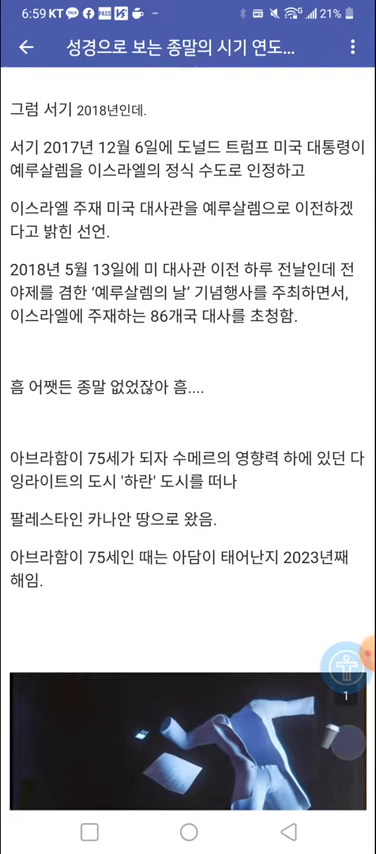 6:59 KT PASS 21%
성경으로 보는 종말의 시기 연도...
그럼 서기 2018년인데.
서기 2017년 12월 6일에 도널드 트럼프 미국 대통령이
예루살렘을 이스라엘의 정식 수도로 인정하고
이스라엘 주재 미국 대사관을 예루살렘으로 이전하겠
다고 밝힌 선언.
2018년 5월 13일에 미 대사관 이전 하루 전날인데 전
야제를 겸한 ‘예루살렘의 날’ 기념행사를 주최하면서,
이스라엘에 주재하는 86개국 대사를 초청함.
흠 어쨋든 종말 없었잖아 흠....
아브라함이 75세가 되자 수메르의 영향력 하에 있던 다
잉라이트의 도시 '하란' 도시를 떠나
팔레스타인 카나안 땅으로 왔음.
아브라함이 75세인 때는 아담이 태어난지 2023년째
해임.
1